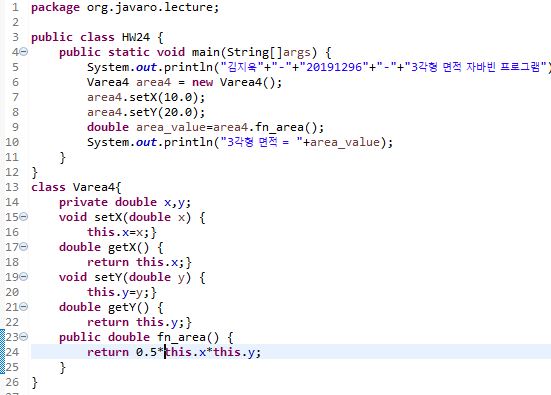 1 package org.javaro.lecture;
2
3 public class HW24 {
4     public static void main(String[]args) {
5         System.out.println("김지욱"+"-"+"20191296"+"-"+"3각형 면적 자바빈 프로그램")
6         Varea4 area4 = new Varea4();
7         area4.setX(10.0);
8         area4.setY(20.0);
9         double area_value=area4.fn_area();
10         System.out.println("3각형 면적 = "+area_value);
11     }
12 }
13 class Varea4{
14     private double x,y;
15     void setX(double x) {
16         this.x=x;}
17     double getX() {
18         return this.x;}
19     void setY(double y) {
20         this.y=y;}
21     double getY() {
22         return this.y;}
23     public double fn_area() {
24         return 0.5*this.x*this.y;
25     }
26 }